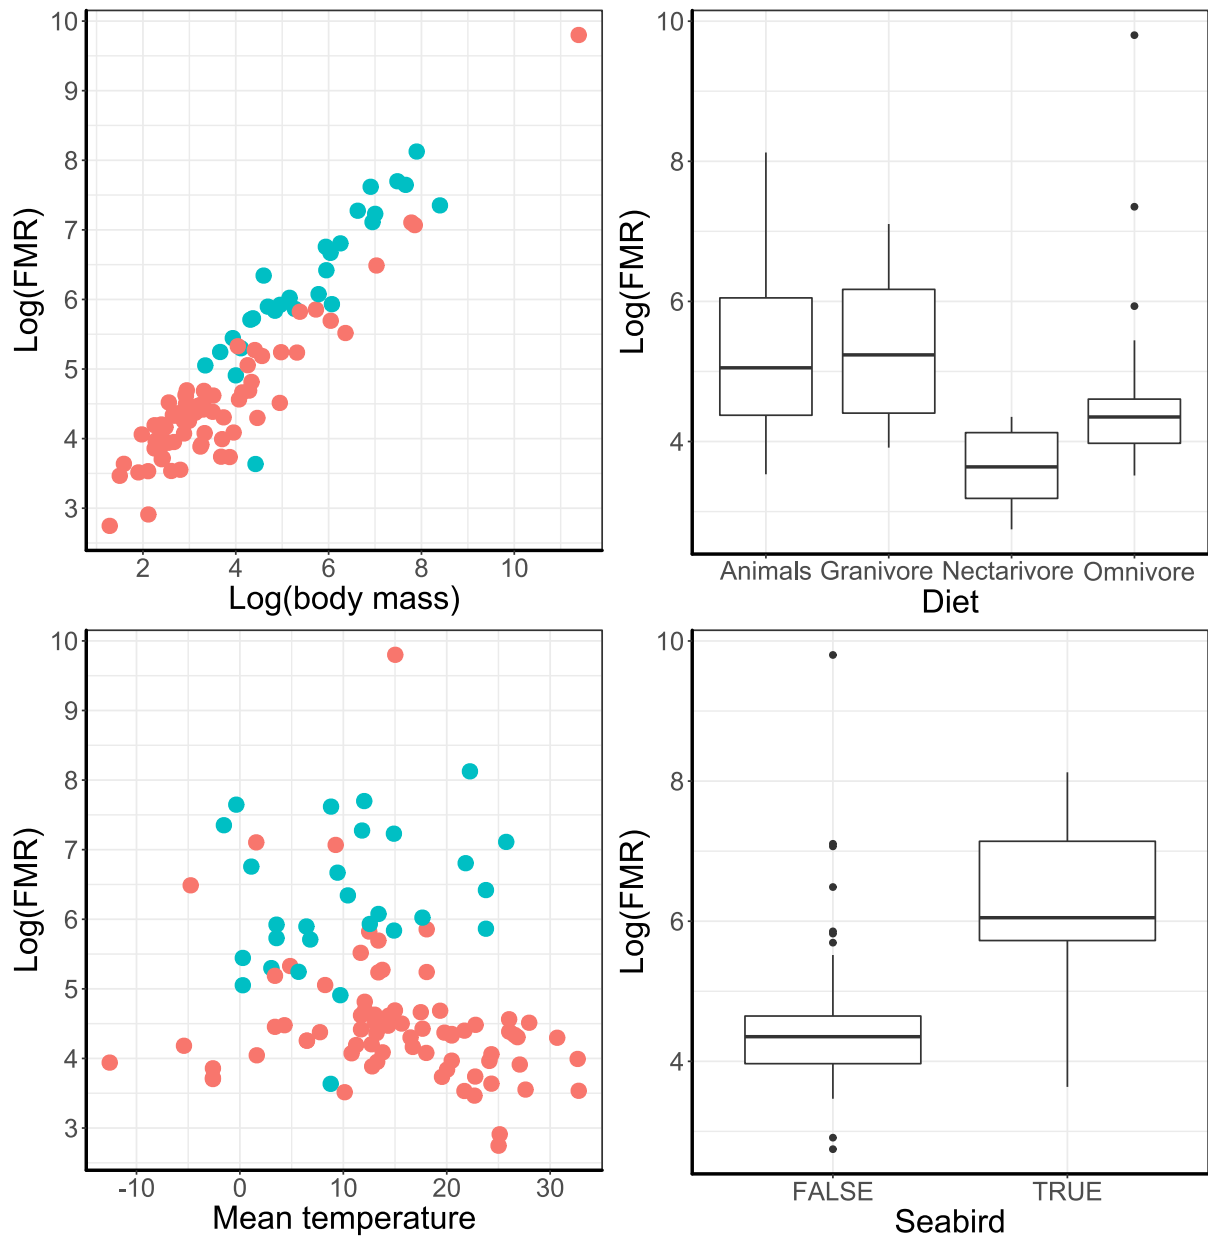 10
9
8
7
6
5
4
3
Log(FMR)
2 4 6 8 10
Log(body mass)
10
8
6
4
Log(FMR)
Animals Granivore Nectarivore Omnivore
Diet
10
9
8
7
6
5
4
3
Log(FMR)
-10 0 10 20 30
Mean temperature
10
8
6
4
Log(FMR)
FALSE TRUE
Seabird